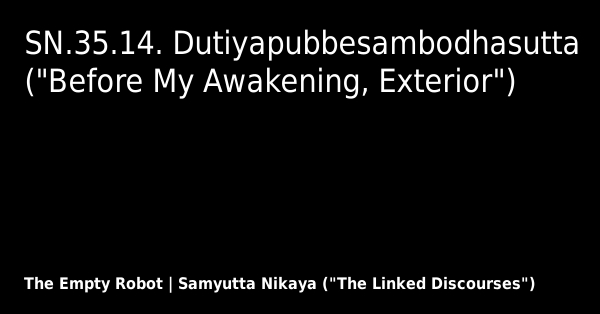 SN.35.14. Dutiyapubbesambodhasutta
("Before My Awakening, Exterior")
The Empty Robot | Samyutta Nikaya ("The Linked Discourses")